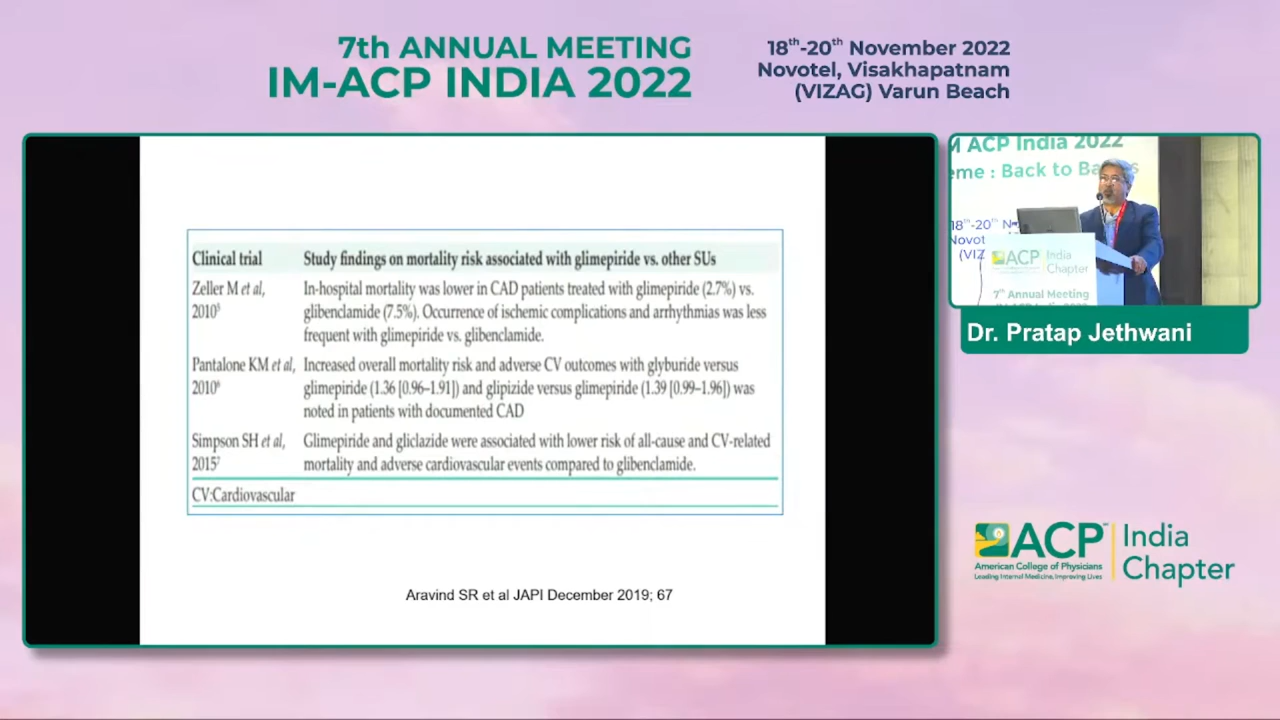 7th ANNUAL MEETING
IM-ACP INDIA 2022
18th-20th November 2022
Novotel, Visakhapatnam
(VIZAG) Varun Beach
Clinical trial Study findings on mortality risk associated with glimepiride vs. other SUs
Zeller M et al, In-hospital mortality was lower in CAD patients treated with glimepiride (2.7%) vs.
2010⁵ glibenclamide (7.5%). Occurrence of ischemic complications and arrhythmias was less
frequent with glimepiride vs. glibenclamide.
Pantalone KM et al, Increased overall mortality risk and adverse CV outcomes with glyburide versus
2010⁶ glimepiride (1.36 [0.96–1.91]) and glipizide versus glimepiride (1.39 [0.99–1.96]) was
noted in patients with documented CAD
Simpson SH et al, Glimepiride and gliclazide were associated with lower risk of all-cause and CV-related
2015⁷ mortality and adverse cardiovascular events compared to glibenclamide.
CV:Cardiovascular
Aravind SR et al JAPI December 2019; 67
M ACP India 2022
eme : Back to Ba s
18th-20th N
Novot
(VIZ
ACP India
Chapter
7th Annual Meeting
Dr. Pratap Jethwani
ACP India
Chapter
American College of Physicians
Leading Internal Medicine, Improving Lives